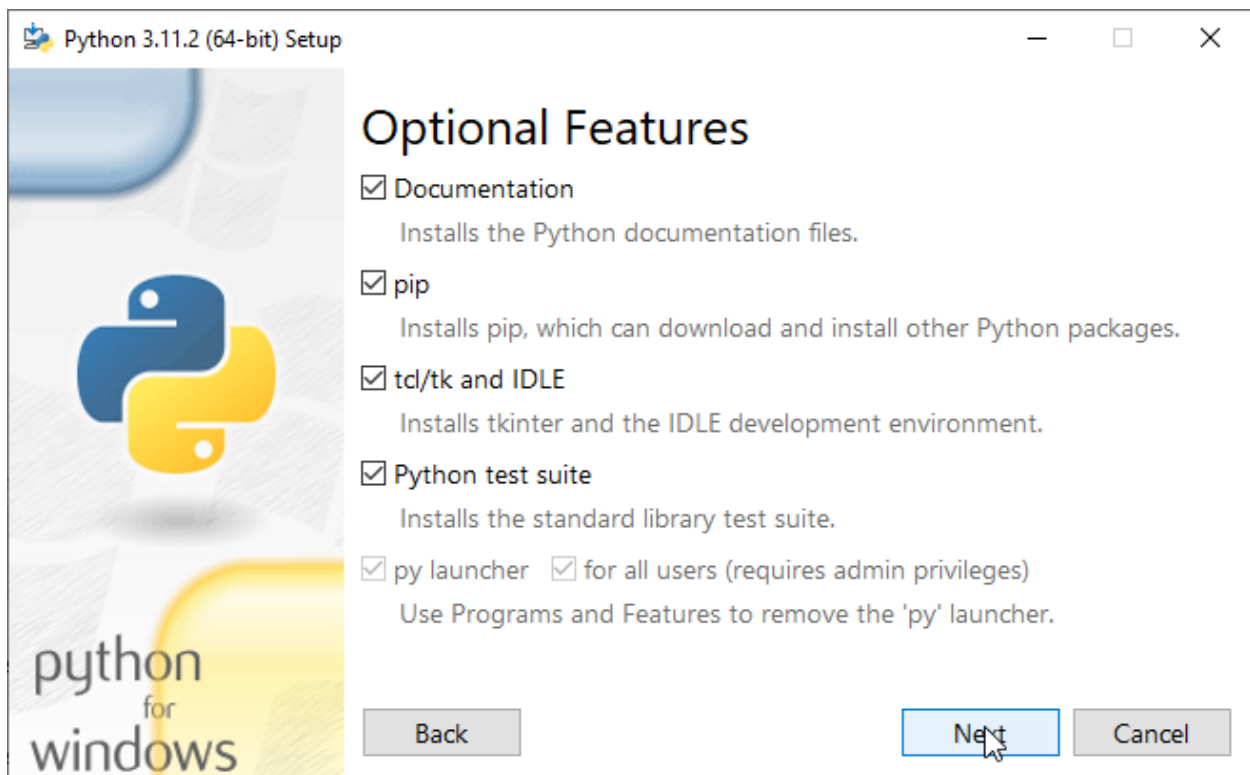 Python 3.11.2 (64-bit) Setup
Optional Features
Documentation
Installs the Python documentation files.
pip
Installs pip, which can download and install other Python packages.
tcl/tk and IDLE
Installs tkinter and the IDLE development environment.
Python test suite
Installs the standard library test suite.
py launcher for all users (requires admin privileges)
Use Programs and Features to remove the 'py' launcher.
python
for
windows
Back Next Cancel